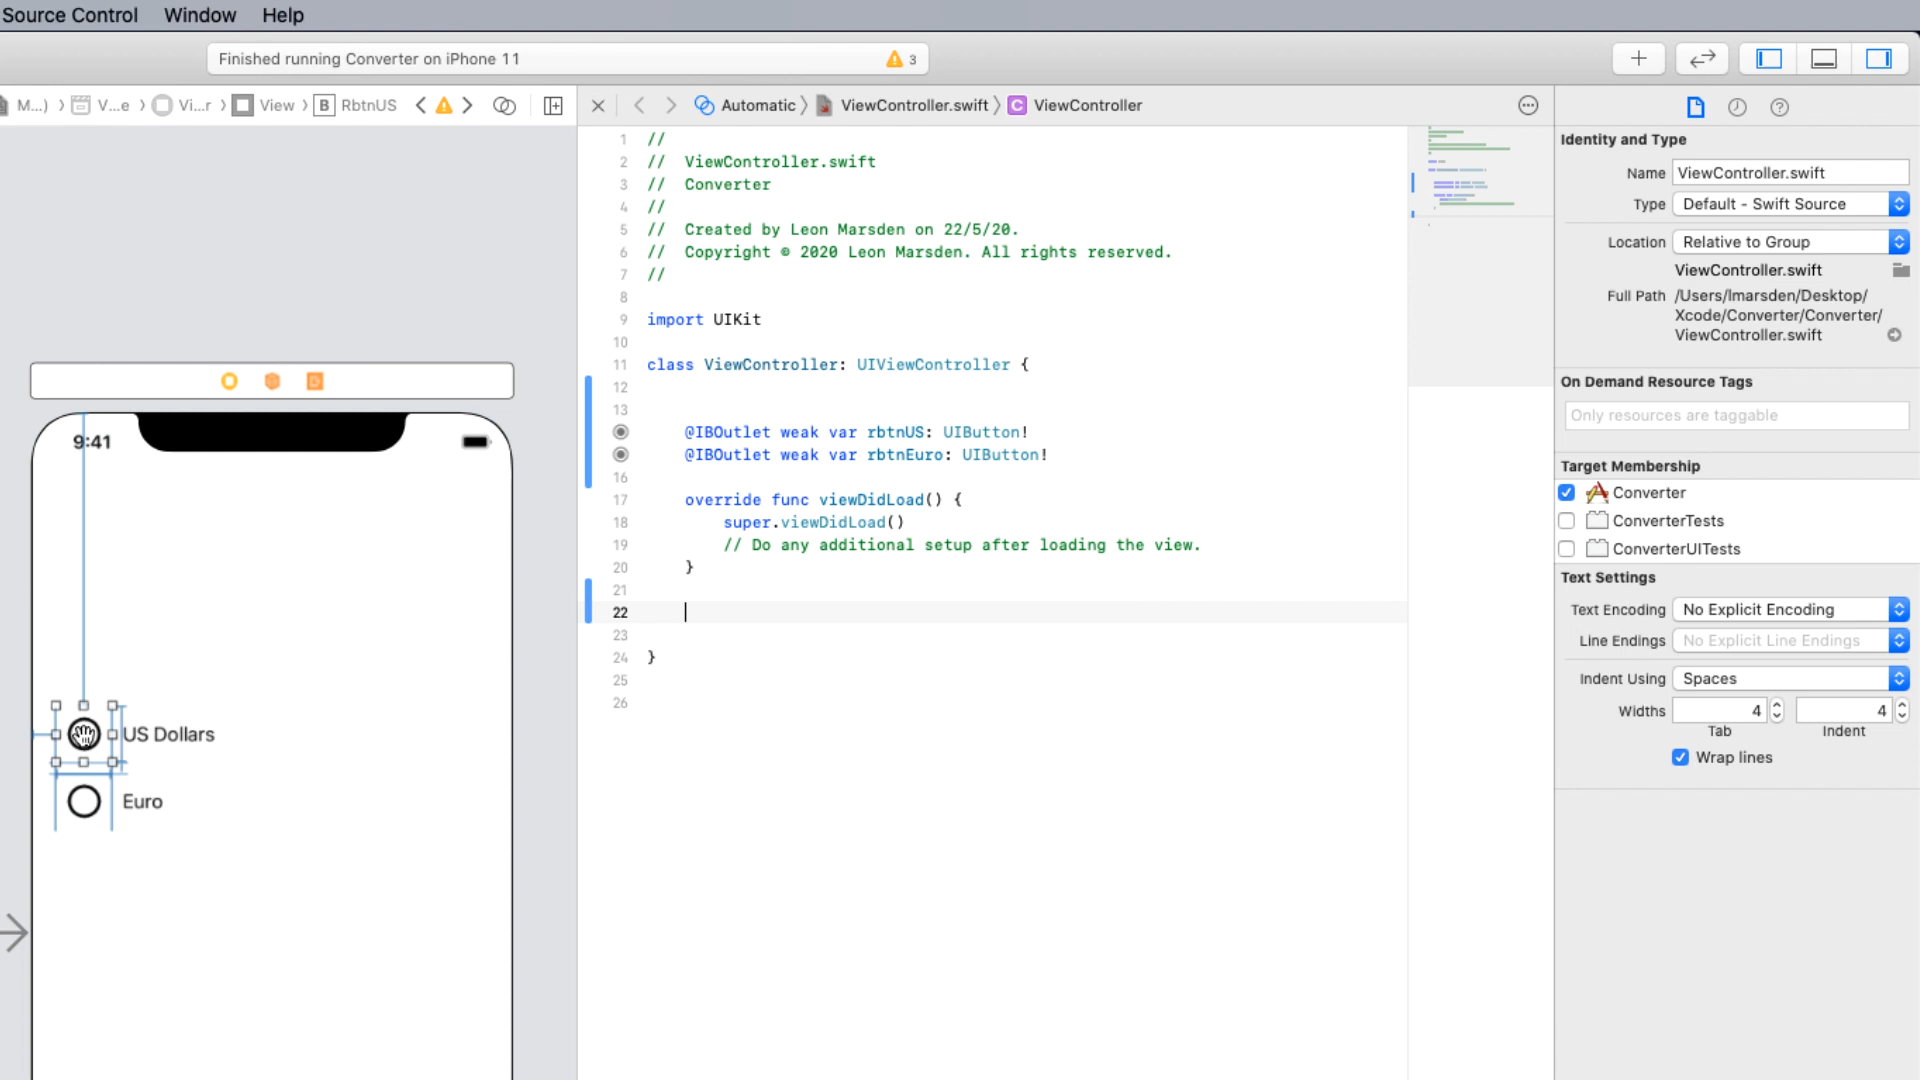 Source Control Window Help
Finished running Converter on iPhone 11 3
M...) V...e Vi...r View B RbtnUS
Automatic ViewController.swift C ViewController
1 //
2 // ViewController.swift
3 // Converter
4 //
5 // Created by Leon Marsden on 22/5/20.
6 // Copyright © 2020 Leon Marsden. All rights reserved.
7 //
8
9 import UIKit
10
11 class ViewController: UIViewController {
12
13
@IBOutlet weak var rbtnUS: UIButton!
@IBOutlet weak var rbtnEuro: UIButton!
16
17 override func viewDidLoad() {
18 super.viewDidLoad()
19 // Do any additional setup after loading the view.
20 }
21
22
23
24 }
25
26
9:41
US Dollars
Euro
Identity and Type
Name ViewController.swift
Type Default - Swift Source
Location Relative to Group
ViewController.swift
Full Path /Users/lmarsden/Desktop/
Xcode/Converter/Converter/
ViewController.swift
On Demand Resource Tags
Only resources are taggable
Target Membership
Converter
ConverterTests
ConverterUITests
Text Settings
Text Encoding No Explicit Encoding
Line Endings No Explicit Line Endings
Indent Using Spaces
Widths 4 4
Tab Indent
Wrap lines